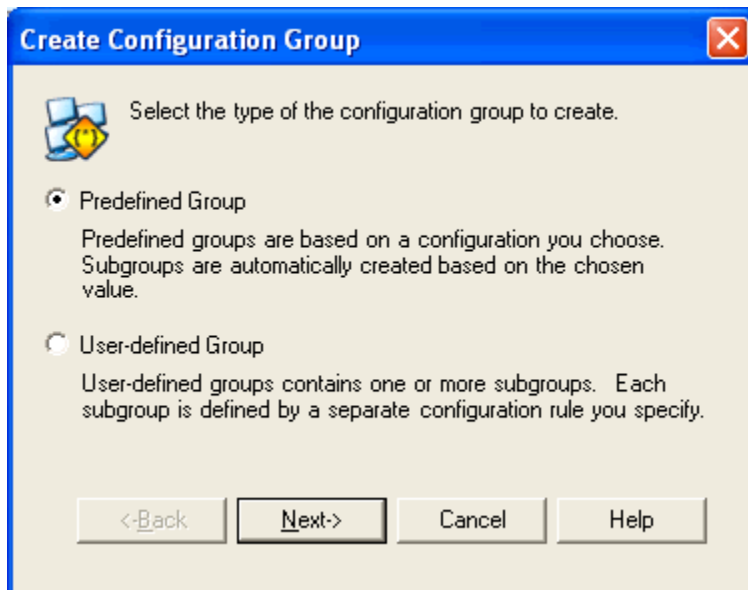 Create Configuration Group
Select the type of the configuration group to create.
Predefined Group
Predefined groups are based on a configuration you choose.
Subgroups are automatically created based on the chosen
value.
User-defined Group
User-defined groups contains one or more subgroups.  Each
subgroup is defined by a separate configuration rule you specify.
<-Back
Next->
Cancel
Help